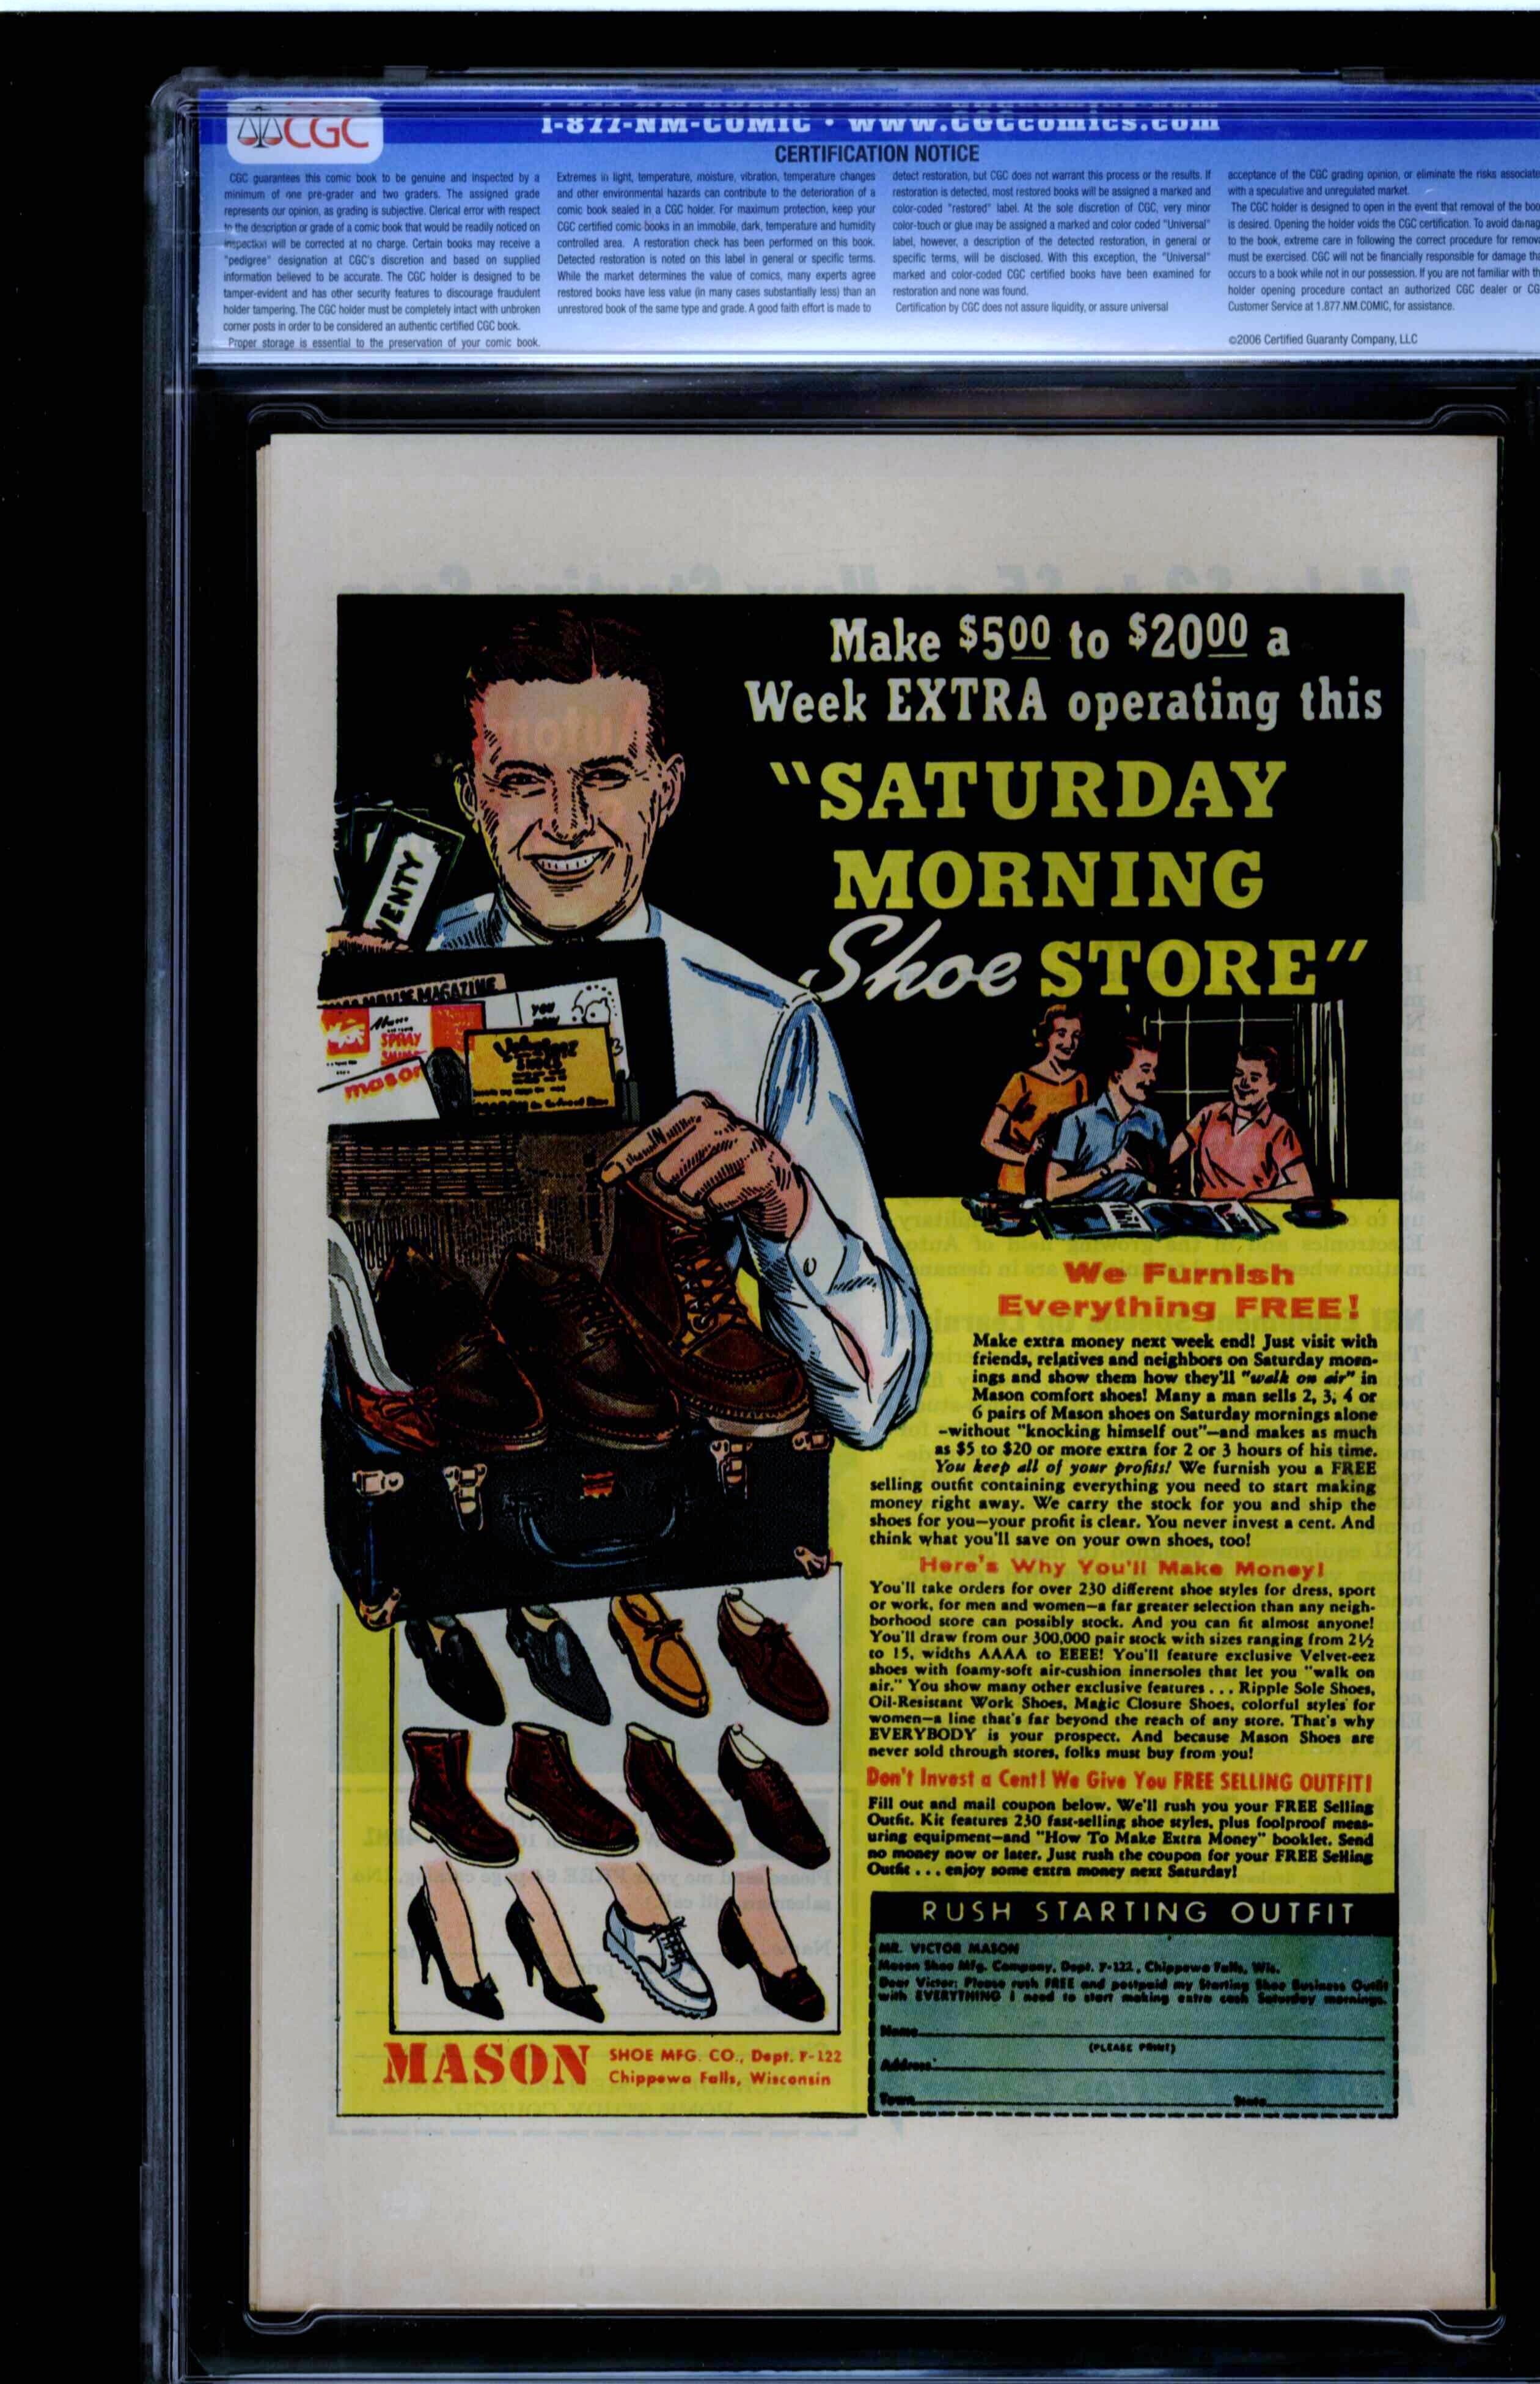 CGC
1-877-NM-COMIC • www.CGCcomics.com
CERTIFICATION NOTICE
CGC guarantees this comic book to be genuine and inspected by a
minimum of one pre-grader and two graders. The assigned grade
represents our opinion, as grading is subjective. Clerical error with respect
to the description or grade of a comic book that would be readily noticed on
inspection will be corrected at no charge. Certain books may receive a
"pedigree" designation at CGC's discretion and based on supplied
information believed to be accurate. The CGC holder is designed to be
tamper-evident and has other security features to discourage fraudulent
holder tampering. The CGC holder must be completely intact with unbroken
corner posts in order to be considered an authentic certified CGC book.
Proper storage is essential to the preservation of your comic book.
Extremes in light, temperature, moisture, vibration, temperature changes
and other environmental hazards can contribute to the deterioration of a
comic book sealed in a CGC holder. For maximum protection, keep your
CGC certified comic books in an immobile, dark, temperature and humidity
controlled area. A restoration check has been performed on this book.
Detected restoration is noted on this label in general or specific terms.
While the market determines the value of comics, many experts agree
restored books have less value (in many cases substantially less) than an
unrestored book of the same type and grade. A good faith effort is made to
detect restoration, but CGC does not warrant this process or the results. If
restoration is detected, most restored books will be assigned a marked and
color-coded "restored" label. At the sole discretion of CGC, very minor
color-touch or glue may be assigned a marked and color coded "Universal"
label, however, a description of the detected restoration, in general or
specific terms, will be disclosed. With this exception, the "Universal"
marked and color-coded CGC certified books have been examined for
restoration and none was found.
Certification by CGC does not assure liquidity, or assure universal
acceptance of the CGC grading opinion, or eliminate the risks associate
with a speculative and unregulated market.
The CGC holder is designed to open in the event that removal of the boo
is desired. Opening the holder voids the CGC certification. To avoid damag
to the book, extreme care in following the correct procedure for remov
must be exercised. CGC will not be financially responsible for damage tha
occurs to a book while not in our possession. If you are not familiar with th
holder opening procedure contact an authorized CGC dealer or CG
Customer Service at 1.877.NM.COMIC, for assistance.
©2006 Certified Guaranty Company, LLC
Make $500 to $2000 a
Week EXTRA operating this
"SATURDAY
MORNING
Shoe STORE"
VENTY
MAGAZINE
SPRAY
mason
We Furnish
Everything FREE!
Make extra money next week end! Just visit with
friends, relatives and neighbors on Saturday morn-
ings and show them how they'll "walk on air" in
Mason comfort shoes! Many a man sells 2, 3, 4 or
6 pairs of Mason shoes on Saturday mornings alone
—without "knocking himself out"—and makes as much
as $5 to $20 or more extra for 2 or 3 hours of his time.
You keep all of your profits! We furnish you a FREE
selling outfit containing everything you need to start making
money right away. We carry the stock for you and ship the
shoes for you—your profit is clear. You never invest a cent. And
think what you'll save on your own shoes, too!
Here's Why You'll Make Money!
You'll take orders for over 230 different shoe styles for dress, sport
or work, for men and women—a far greater selection than any neigh-
borhood store can possibly stock. And you can fit almost anyone!
You'll draw from our 300,000 pair stock with sizes ranging from 2½
to 15, widths AAAA to EEEE! You'll feature exclusive Velvet-eez
shoes with foamy-soft air-cushion innersoles that let you "walk on
air." You show many other exclusive features . . . Ripple Sole Shoes,
Oil-Resistant Work Shoes, Magic Closure Shoes, colorful styles for
women—a line that's far beyond the reach of any store. That's why
EVERYBODY is your prospect. And because Mason Shoes are
never sold through stores, folks must buy from you!
Don't Invest a Cent! We Give You FREE SELLING OUTFIT!
Fill out and mail coupon below. We'll rush you your FREE Selling
Outfit. Kit features 230 fast-selling shoe styles, plus foolproof meas-
uring equipment—and "How To Make Extra Money" booklet. Send
no money now or later. Just rush the coupon for your FREE Selling
Outfit . . . enjoy some extra money next Saturday!
RUSH STARTING OUTFIT
MR. VICTOR MASON
Mason Shoe Mfg. Company, Dept. F-122, Chippewa Falls, Wis.
Dear Victor: Please rush FREE and postpaid my Starting Shoe Business Outfit
with EVERYTHING I need to start making extra cash Saturday mornings.
Name
(PLEASE PRINT)
Address
Town State
MASON SHOE MFG. CO., Dept. F-122
Chippewa Falls, Wisconsin